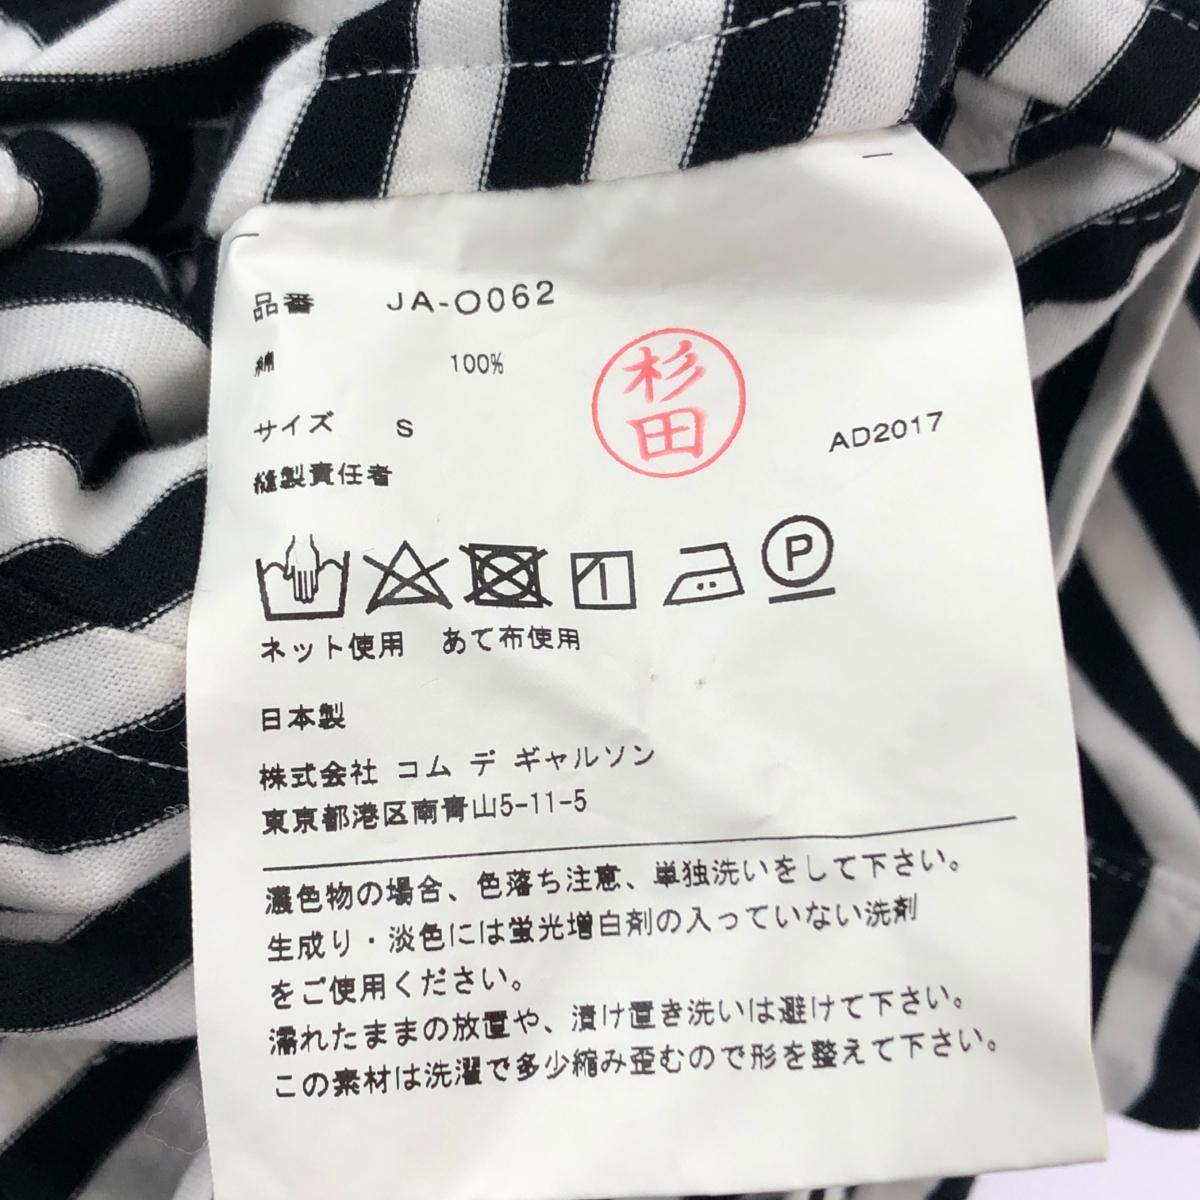 品番 JA-O062
綿 100%
杉田
サイズ S
AD2017
縫製責任者
P
ネット使用 あて布使用
日本製
株式会社 コム デ ギャルソン
東京都港区南青山5-11-5
濃色物の場合、色落ち注意、単独洗いをして下さい。
生成り・淡色には蛍光増白剤の入っていない洗剤
をご使用ください。
濡れたままの放置や、漬け置き洗いは避けて下さい。
この素材は洗濯で多少縮み歪むので形を整えて下さい。